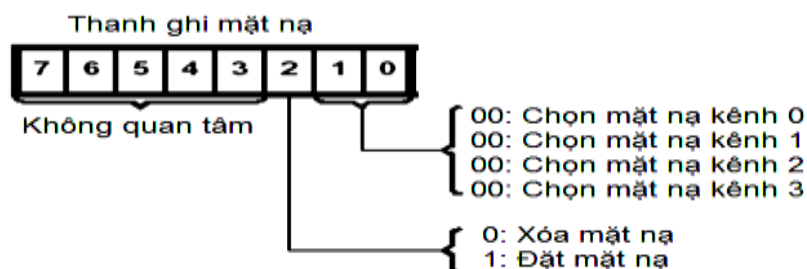 Thanh ghi mặt nạ
7 6 5 4 3 2 1 0
Không quan tâm
00: Chọn mặt nạ kênh 0
00: Chọn mặt nạ kênh 1
00: Chọn mặt nạ kênh 2
00: Chọn mặt nạ kênh 3
0: Xóa mặt nạ
1: Đặt mặt nạ